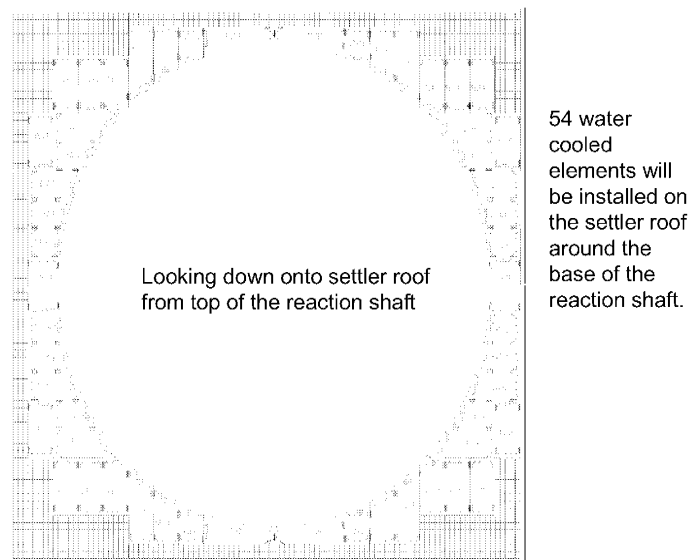 54 water
cooled
elements will
be installed on
the settler roof
around the
base of the
reaction shaft.
Looking down onto settler roof
from top of the reaction shaft